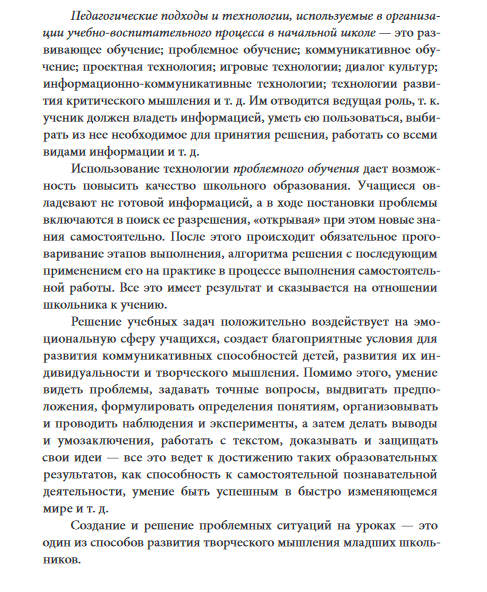 Педагогические подходы и технологии, используемые в организа-
ции учебно-воспитательного процесса в начальной школе — это раз-
вивающее обучение; проблемное обучение; коммуникативное обу-
чение; проектная технология; игровые технологии; диалог культур;
информационно-коммуникативные технологии; технологии разви-
тия критического мышления и т. д. Им отводится ведущая роль, т. к.
ученик должен владеть информацией, уметь ею пользоваться, выби-
рать из нее необходимое для принятия решения, работать со всеми
видами информации и т. д.
Использование технологии проблемного обучения дает возмож-
ность повысить качество школьного образования. Учащиеся ов-
ладевают не готовой информацией, а в ходе постановки проблемы
включаются в поиск ее разрешения, «открывая» при этом новые зна-
ния самостоятельно. После этого происходит обязательное прого-
варивание этапов выполнения, алгоритма решения с последующим
применением его на практике в процессе выполнения самостоятель-
ной работы. Все это имеет результат и сказывается на отношении
школьника к учению.
Решение учебных задач положительно воздействует на эмо-
циональную сферу учащихся, создает благоприятные условия для
развития коммуникативных способностей детей, развития их ин-
дивидуальности и творческого мышления. Помимо этого, умение
видеть проблемы, задавать точные вопросы, выдвигать предпо-
ложения, формулировать определения понятиям, организовывать
и проводить наблюдения и эксперименты, а затем делать выводы
и умозаключения, работать с текстом, доказывать и защищать
свои идеи — все это ведет к достижению таких образовательных
результатов, как способность к самостоятельной познавательной
деятельности, умение быть успешным в быстро изменяющемся
мире и т. д.
Создание и решение проблемных ситуаций на уроках — это
один из способов развития творческого мышления младших школь-
ников.